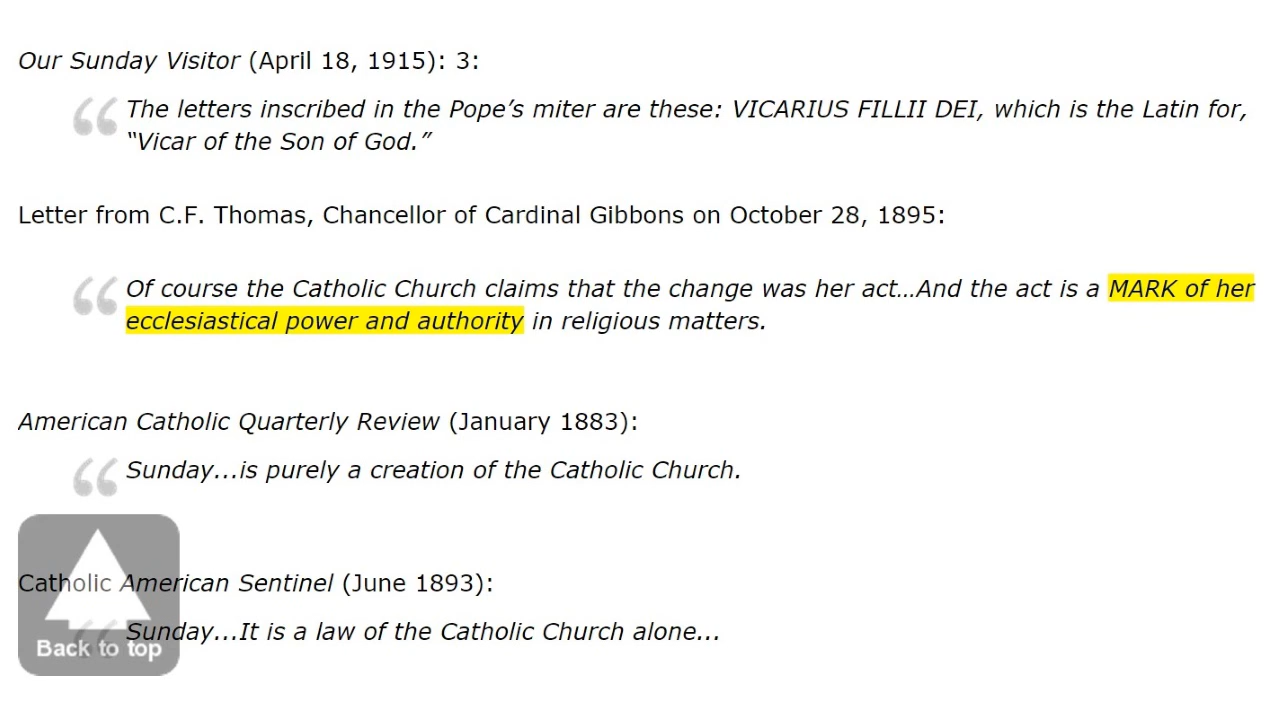 Our Sunday Visitor (April 18, 1915): 3:
The letters inscribed in the Pope’s miter are these: VICARIUS FILLII DEI, which is the Latin for,
“Vicar of the Son of God.”
Letter from C.F. Thomas, Chancellor of Cardinal Gibbons on October 28, 1895:
Of course the Catholic Church claims that the change was her act…And the act is a MARK of her
ecclesiastical power and authority in religious matters.
American Catholic Quarterly Review (January 1883):
Sunday...is purely a creation of the Catholic Church.
Catholic American Sentinel (June 1893):
Sunday...It is a law of the Catholic Church alone...
Back to top